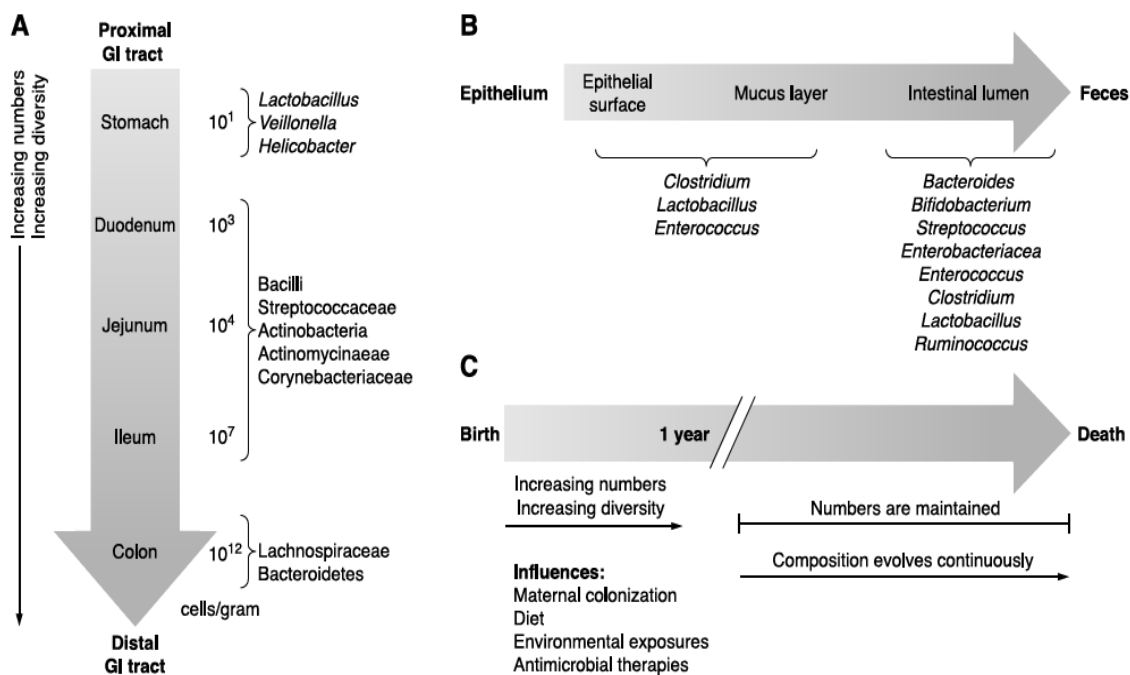 A
Proximal
GI tract
Increasing numbers
Increasing diversity
Stomach
10¹
Lactobacillus
Veillonella
Helicobacter
Duodenum
10³
Jejunum
10⁴
Ileum
10⁷
Bacilli
Streptococcaceae
Actinobacteria
Actinomycinaeae
Corynebacteriaceae
Colon
10¹²
Lachnospiraceae
Bacteroidetes
cells/gram
Distal
GI tract
B
Epithelium
Epithelial
surface
Mucus layer
Intestinal lumen
Feces
Clostridium
Lactobacillus
Enterococcus
Bacteroides
Bifidobacterium
Streptococcus
Enterobacteriacea
Enterococcus
Clostridium
Lactobacillus
Ruminococcus
C
Birth
1 year
Death
Increasing numbers
Increasing diversity
Numbers are maintained
Composition evolves continuously
Influences:
Maternal colonization
Diet
Environmental exposures
Antimicrobial therapies